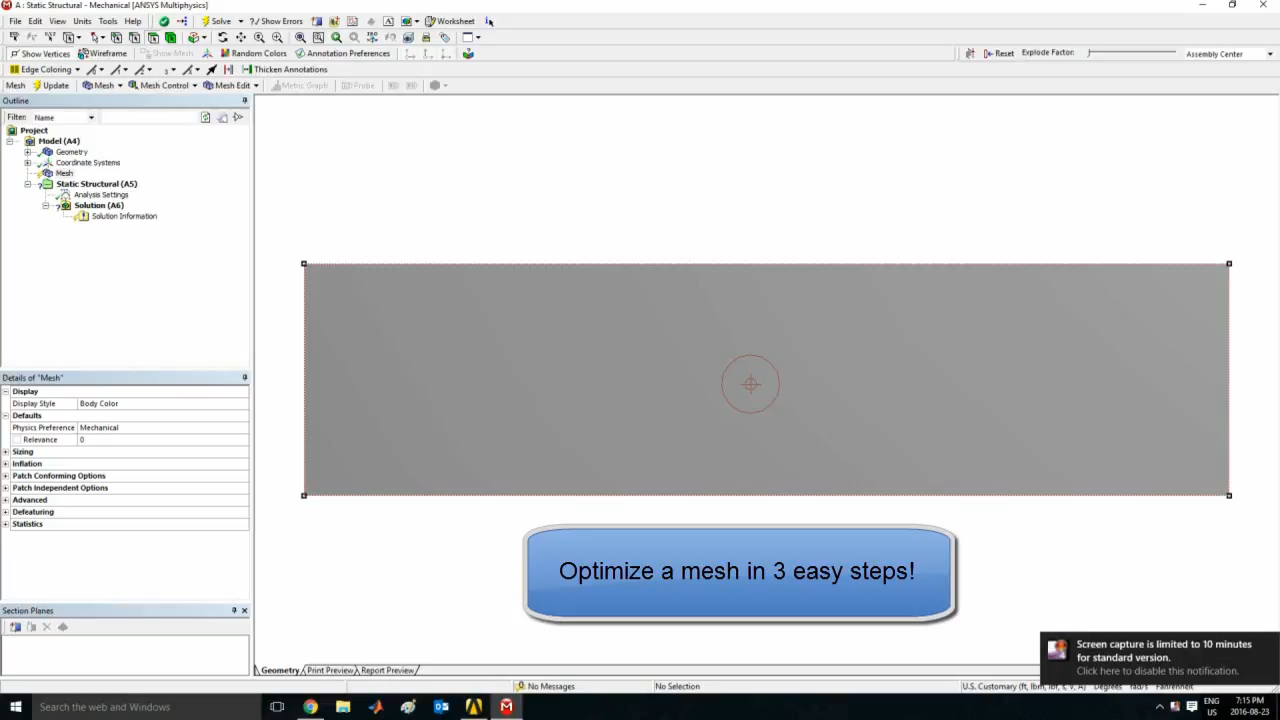 A : Static Structural - Mechanical [ANSYS Multiphysics]
File Edit View Units Tools Help Solve ?/Show Errors Worksheet
Show Vertices Wireframe Show Mesh Random Colors Annotation Preferences Reset Explode Factor: Assembly Center
Edge Coloring Thicken Annotations
Mesh Update Mesh Mesh Control Mesh Edit Metric Graph Probe
Outline
Filter: Name
Project
Model (A4)
Geometry
Coordinate Systems
Mesh
Static Structural (A5)
Analysis Settings
Solution (A6)
Solution Information
Details of "Mesh"
Display
Display Style Body Color
Defaults
Physics Preference Mechanical
Relevance 0
Sizing
Inflation
Patch Conforming Options
Patch Independent Options
Advanced
Defeaturing
Statistics
Optimize a mesh in 3 easy steps!
Section Planes
Screen capture is limited to 10 minutes
for standard version.
Click here to disable this notification.
Geometry Print Preview Report Preview
No Messages No Selection U.S. Customary (ft, lbm, lbf, s, V, A) Degrees rad/s Fahrenheit
Search the web and Windows
ENG 7:15 PM
US 2016-08-23